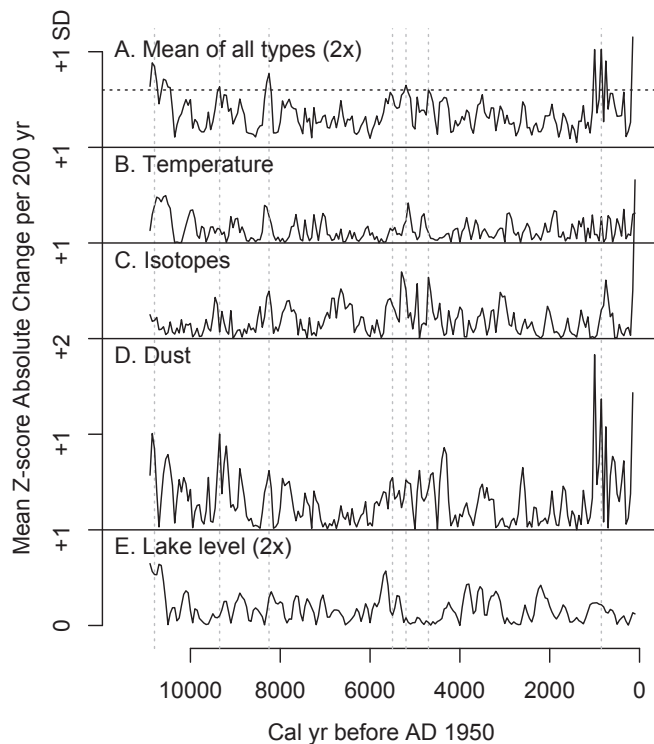 Mean Z-score Absolute Change per 200 yr
+1 SD
A. Mean of all types (2x)
+1
B. Temperature
+1
C. Isotopes
+2
D. Dust
+1
+1
E. Lake level (2x)
0
10000 8000 6000 4000 2000 0
Cal yr before AD 1950